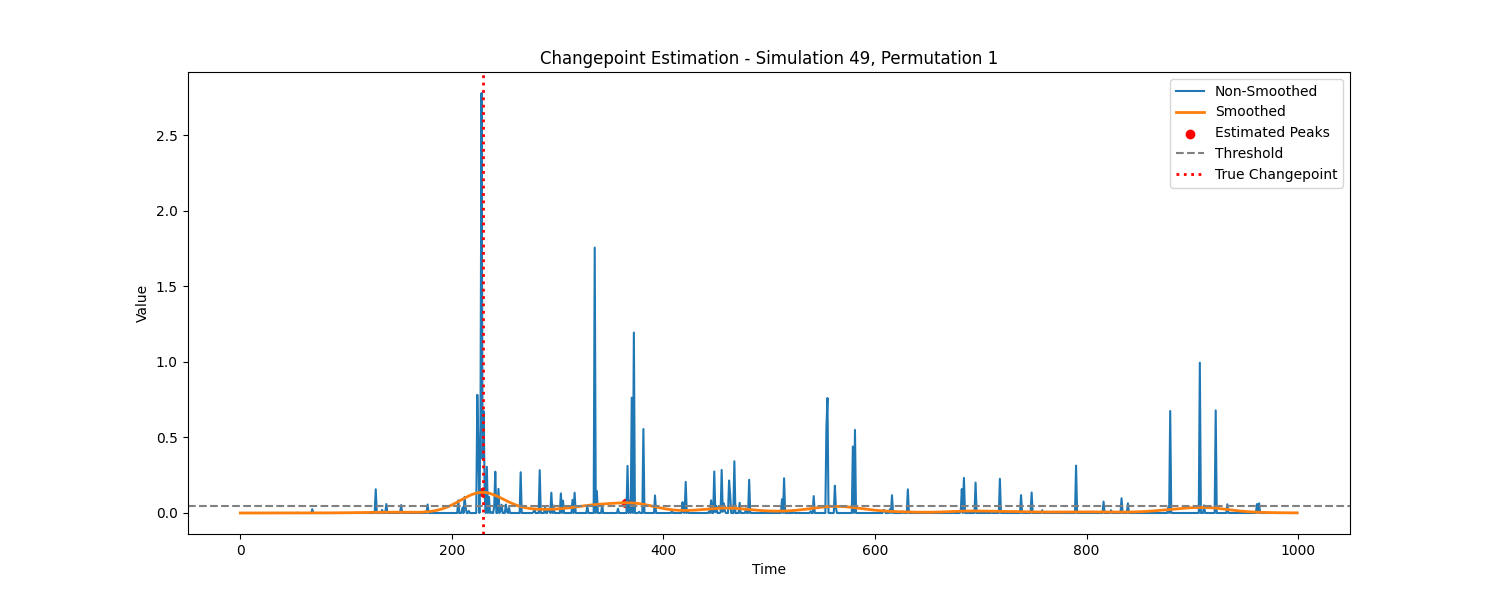 Changepoint Estimation - Simulation 49, Permutation 1
Non-Smoothed
Smoothed
Estimated Peaks
Threshold
True Changepoint
2.5
2.0
1.5
1.0
0.5
0.0
Value
0 200 400 600 800 1000
Time